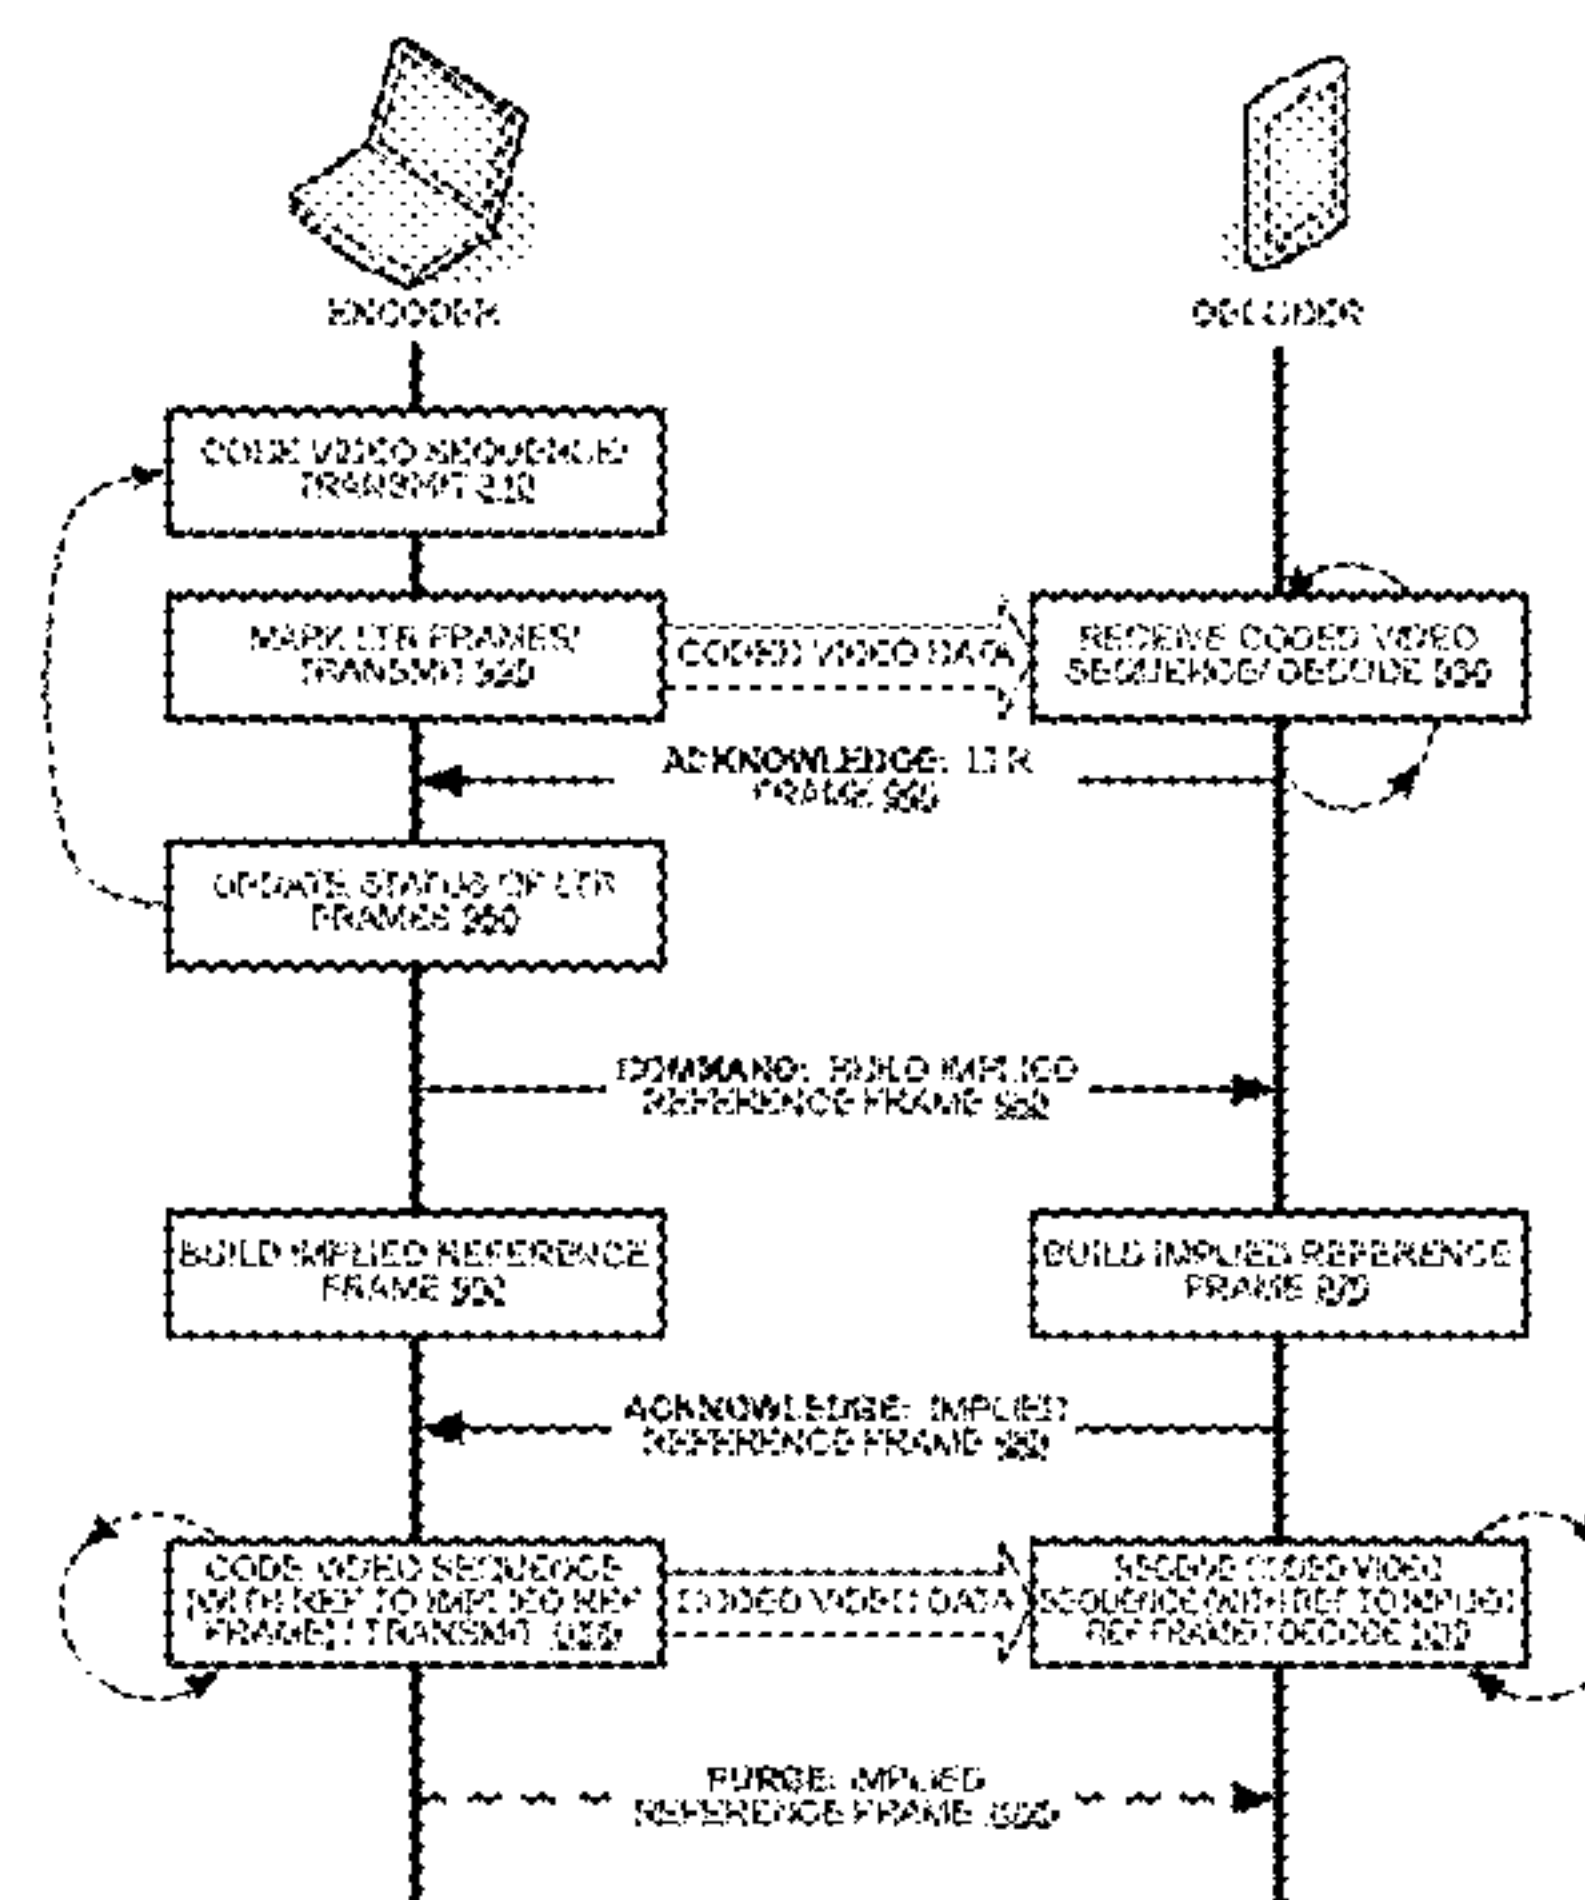 ENCODER
DECODER
CODE VIDEO SEQUENCE/
TRANSMIT
MARK LTR FRAMES/
TRANSMIT
CODED VIDEO DATA
RECEIVE CODED VIDEO
SEQUENCE/ DECODE
ACKNOWLEDGE: LTR
FRAME
UPDATE STATUS OF LTR
FRAMES
COMMAND: BUILD IMPLIED
REFERENCE FRAME
BUILD IMPLIED REFERENCE
FRAME
BUILD IMPLIED REFERENCE
FRAME
ACKNOWLEDGE: IMPLIED
REFERENCE FRAME
CODE VIDEO SEQUENCE
(WITH REF TO IMPLIED REF
FRAME) / TRANSMIT
CODED VIDEO DATA
RECEIVE CODED VIDEO
SEQUENCE (WITH REF TO IMPLIED
REF FRAME) / DECODE
PURGE: IMPLIED
REFERENCE FRAME